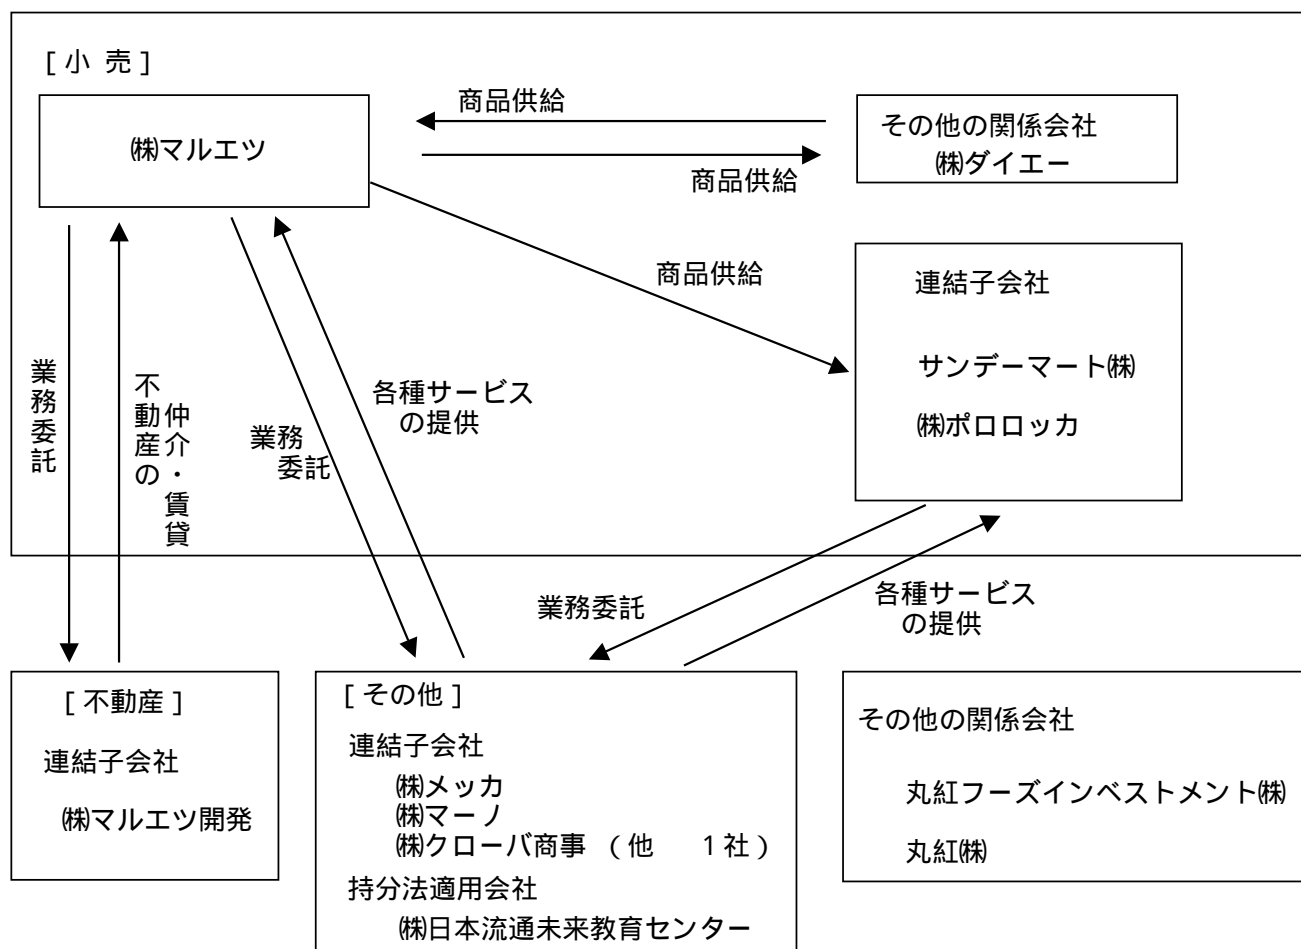 [ 小 売 ]
㈱マルエツ
商品供給
商品供給
その他の関係会社
㈱ダイエー
商品供給
連結子会社
サンデーマート㈱
㈱ポロロッカ
業務委託
不動産の
仲介・賃貸
業務
委託
各種サービス
の提供
業務委託
各種サービス
の提供
[ 不動産 ]
連結子会社
㈱マルエツ開発
[ その他 ]
連結子会社
㈱メッカ
㈱マーノ
㈱クローバ商事 （他　1社）
持分法適用会社
㈱日本流通未来教育センター
その他の関係会社
丸紅フーズインベストメント㈱
丸紅㈱